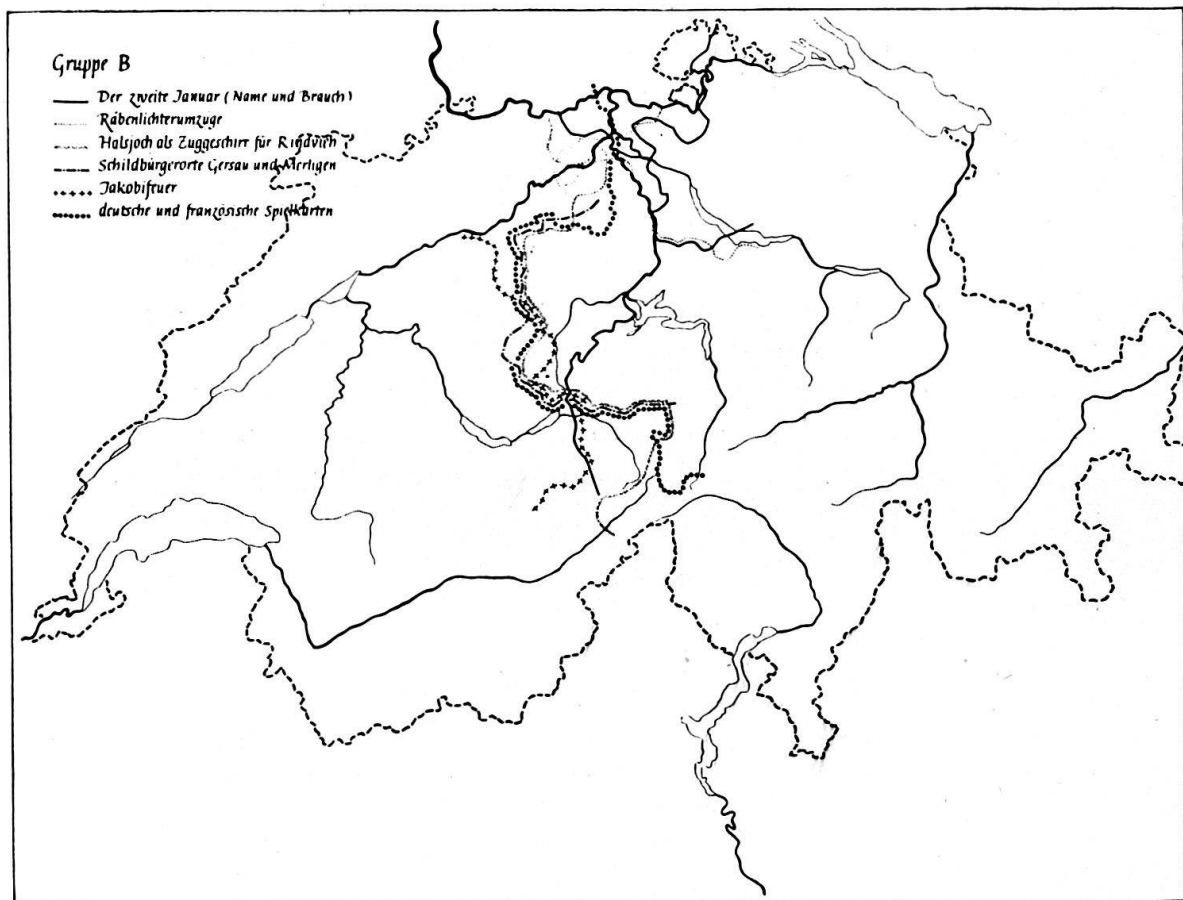 Gruppe B
Der zweite Januar (Name und Brauch)
Räbenlichterumzüge
Halsjoch als Zuggeschirr für Rindvieh
Schildbürgerorte Gersau und Merligen
Jakobifeuer
deutsche und französische Spielkarten